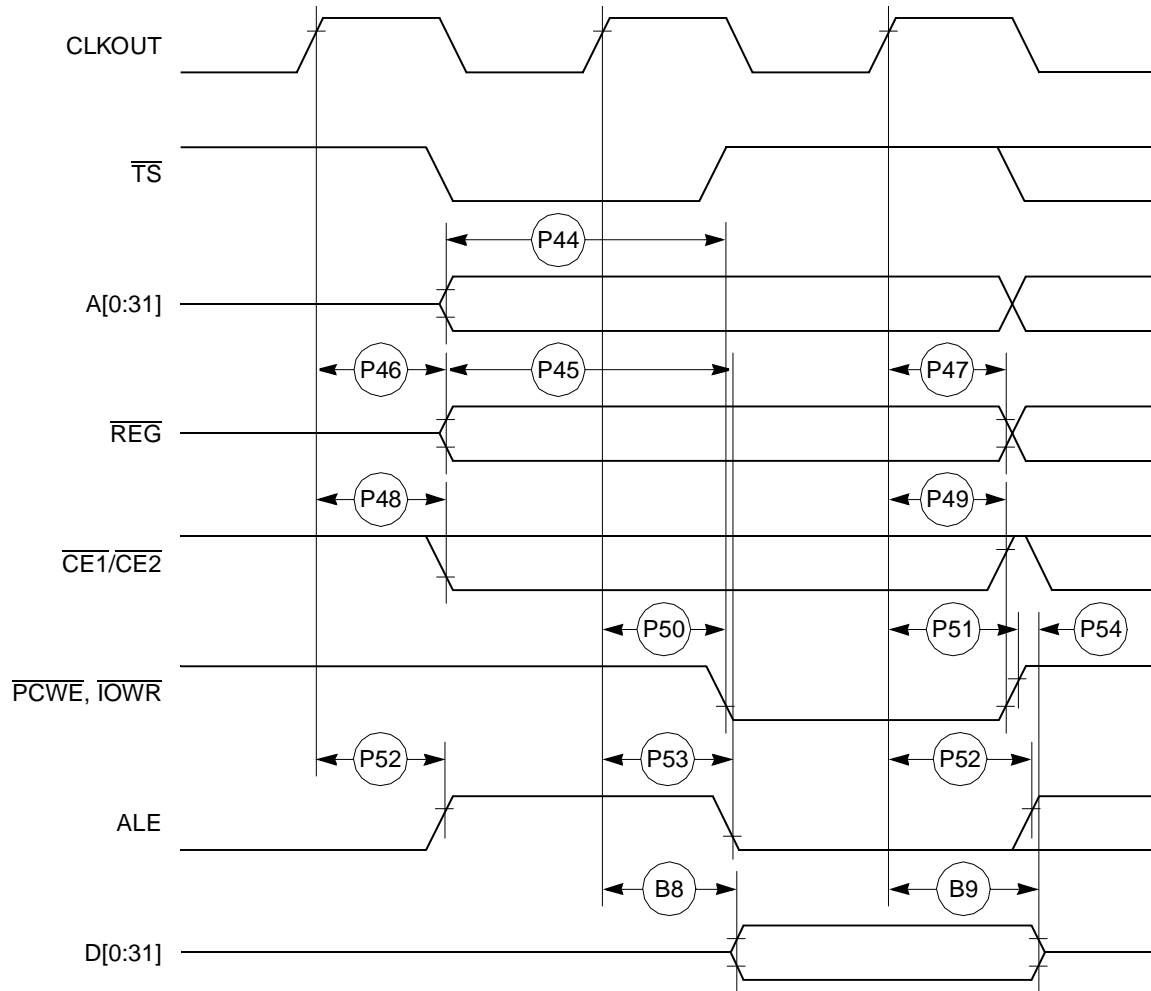 CLKOUT
TS
P44
A[0:31]
P46 P45 P47
REG
P48 P49
CE1/CE2
P50 P51 P54
PCWE, IOWR
P52 P53 P52
ALE
B8 B9
D[0:31]